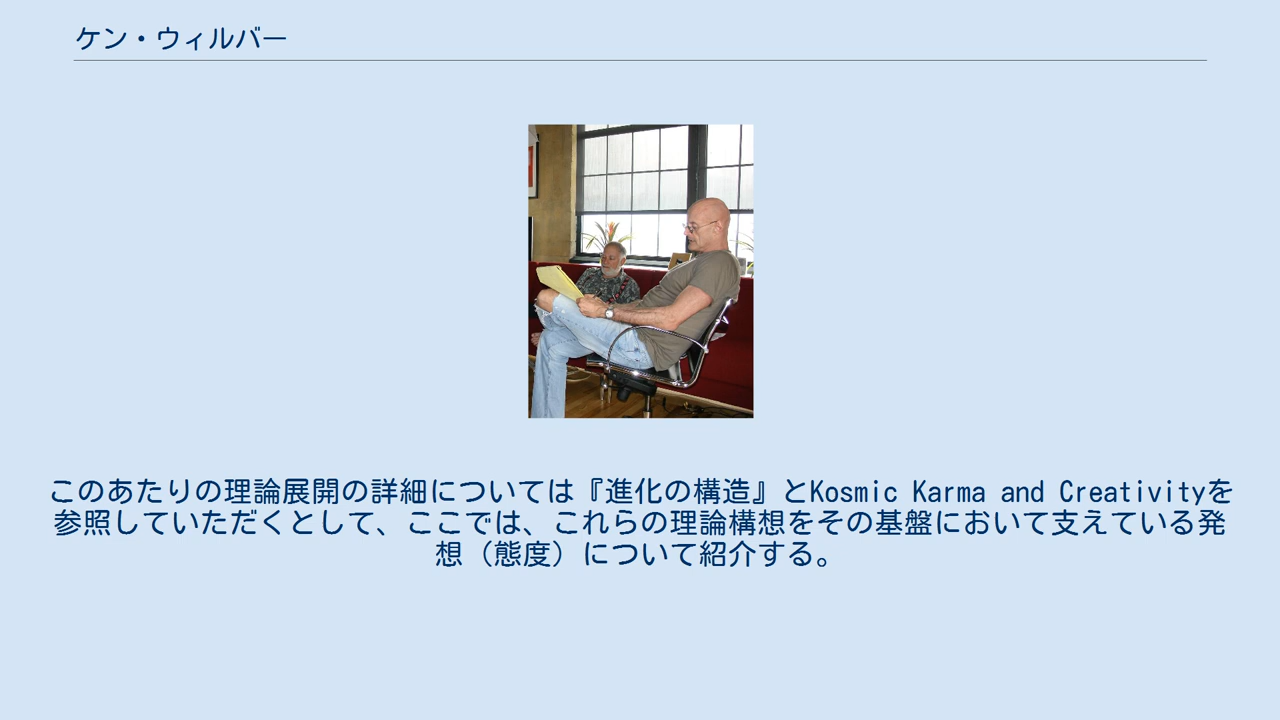 ケン・ウィルバー
このあたりの理論展開の詳細については『進化の構造』とKosmic Karma and Creativityを
参照していただくとして、ここでは、これらの理論構想をその基盤において支えている発
想（態度）について紹介する。